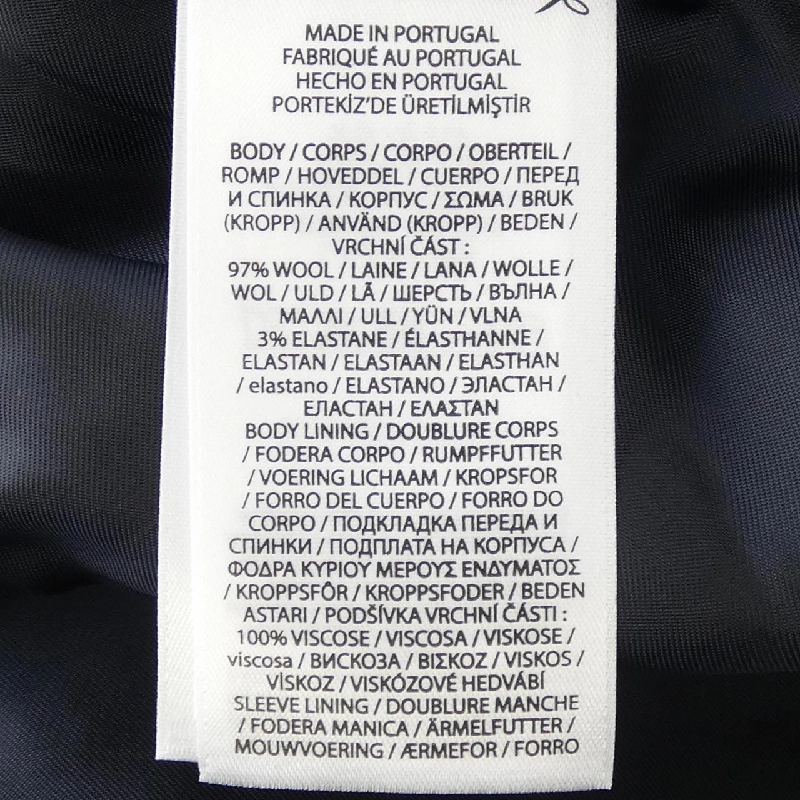 MADE IN PORTUGAL
FABRIQUÉ AU PORTUGAL
HECHO EN PORTUGAL
PORTEKİZ'DE ÜRETİLMİŞTİR
BODY / CORPS / CORPO / OBERTEIL /
ROMP / HOVEDDEL / CUERPO / ПЕРЕД
И СПИНКА / КОРПУС / ΣΩΜΑ / BRUK
(KROPP) / ANVÄND (KROPP) / BEDEN /
VRCHNÍ ČÁST :
97% WOOL / LAINE / LANA / WOLLE /
WOL / ULD / LÃ / ШЕРСТЬ / ВЪЛНА /
ΜΑΛΛΙ / ULL / YÜN / VLNA
3% ELASTANE / ÉLASTHANNE /
ELASTAN / ELASTAAN / ELASTHAN
/ elastano / ELASTANO / ЭЛАСТАН /
ЕЛАСТАН / ΕΛΑΣΤΑΝ
BODY LINING / DOUBLURE CORPS
/ FODERA CORPO / RUMPFFUTTER
/ VOERING LICHAAM / KROPSFOR
/ FORRO DEL CUERPO / FORRO DO
CORPO / ПОДКЛАДКА ПЕРЕДА И
СПИНКИ / ПОДПЛАТА НА КОРПУСА /
ΦΟΔΡΑ ΚΥΡΙΟΥ ΜΕΡΟΥΣ ΕΝΔΥΜΑΤΟΣ
/ KROPPSFÔR / KROPPSFODER / BEDEN
ASTARI / PODŠÍVKA VRCHNÍ ČÁSTI :
100% VISCOSE / VISCOSA / VISKOSE /
viscosa / ВИСКОЗА / ΒΙΣΚΟΖ / VISKOS /
VİSKOZ / VISKÓZOVÉ HEDVÁBÍ
SLEEVE LINING / DOUBLURE MANCHE
/ FODERA MANICA / ÄRMELFUTTER /
MOUWVOERING / ÆRMEFOR / FORRO